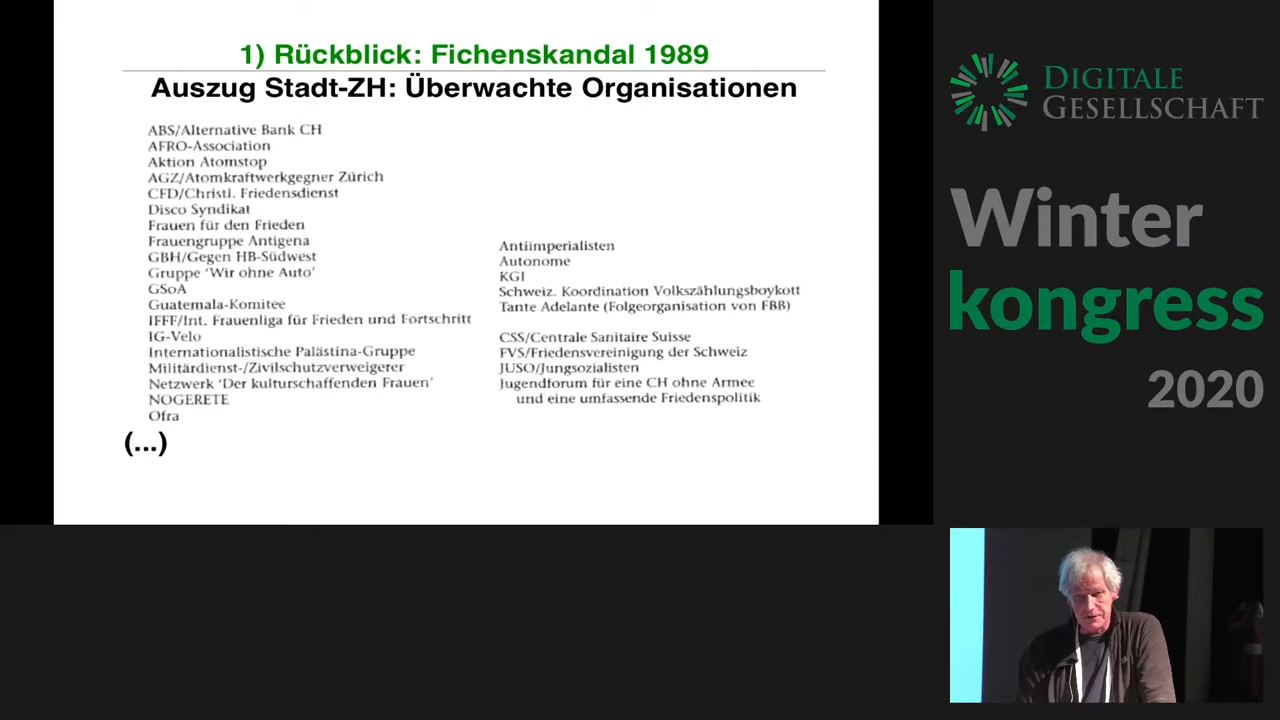 1) Rückblick: Fichenskandal 1989
Auszug Stadt-ZH: Überwachte Organisationen
ABS/Alternative Bank CH
AFRO-Association
Aktion Atomstop
AGZ/Atomkraftwerkgegner Zürich
CFD/Christl. Friedensdienst
Disco Syndikat
Frauen für den Frieden
Frauengruppe Antigena
GBH/Gegen HB-Südwest
Gruppe 'Wir ohne Auto'
GSoA
Guatemala-Komitee
IFFF/Int. Frauenliga für Frieden und Fortschritt
IG-Velo
Internationalistische Palästina-Gruppe
Militärdienst-/Zivilschutzverweigerer
Netzwerk 'Der kulturschaffenden Frauen'
NOGERETE
Ofra
(...)
Antiimperialisten
Autonome
KGI
Schweiz. Koordination Volkszählungsboykott
Tante Adelante (Folgeorganisation von FBB)
CSS/Centrale Sanitaire Suisse
FVS/Friedensvereinigung der Schweiz
JUSO/Jungsozialisten
Jugendforum für eine CH ohne Armee
und eine umfassende Friedenspolitik
DIGITALE
GESELLSCHAFT
Winter
kongress
2020